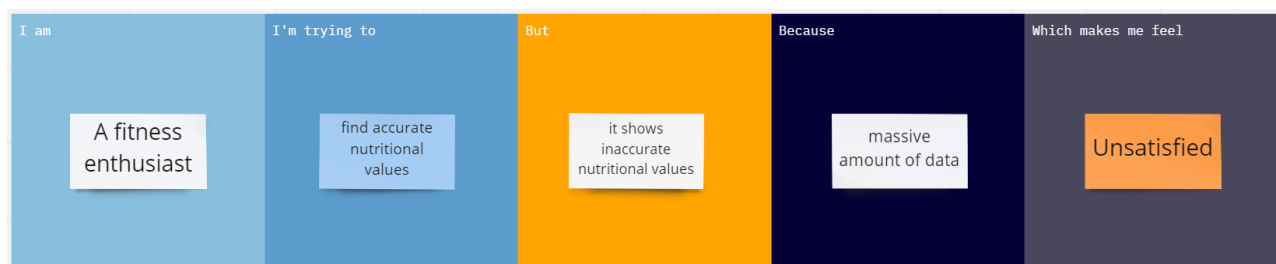 I am
I'm trying to
But
Because
Which makes me feel
A fitness
enthusiast
find accurate
nutritional
values
it shows
inaccurate
nutritional values
massive
amount of data
Unsatisfied